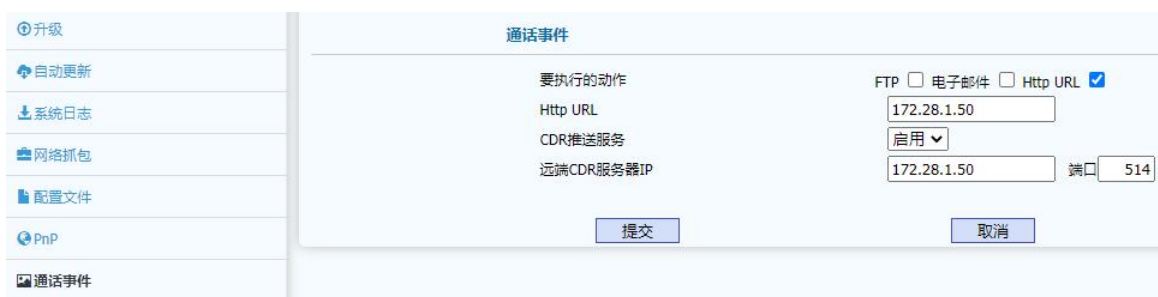 升级
自动更新
系统日志
网络抓包
配置文件
PnP
通话事件
通话事件
要执行的动作 FTP 电子邮件 Http URL
Http URL 172.28.1.50
CDR推送服务 启用
远端CDR服务器IP 172.28.1.50 端口 514
提交 取消